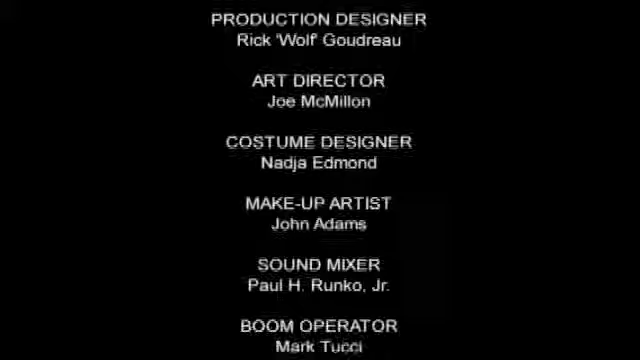 PRODUCTION DESIGNER
Rick 'Wolf' Goudreau
ART DIRECTOR
Joe McMillon
COSTUME DESIGNER
Nadja Edmond
MAKE-UP ARTIST
John Adams
SOUND MIXER
Paul H. Runko, Jr.
BOOM OPERATOR
Mark Tucci